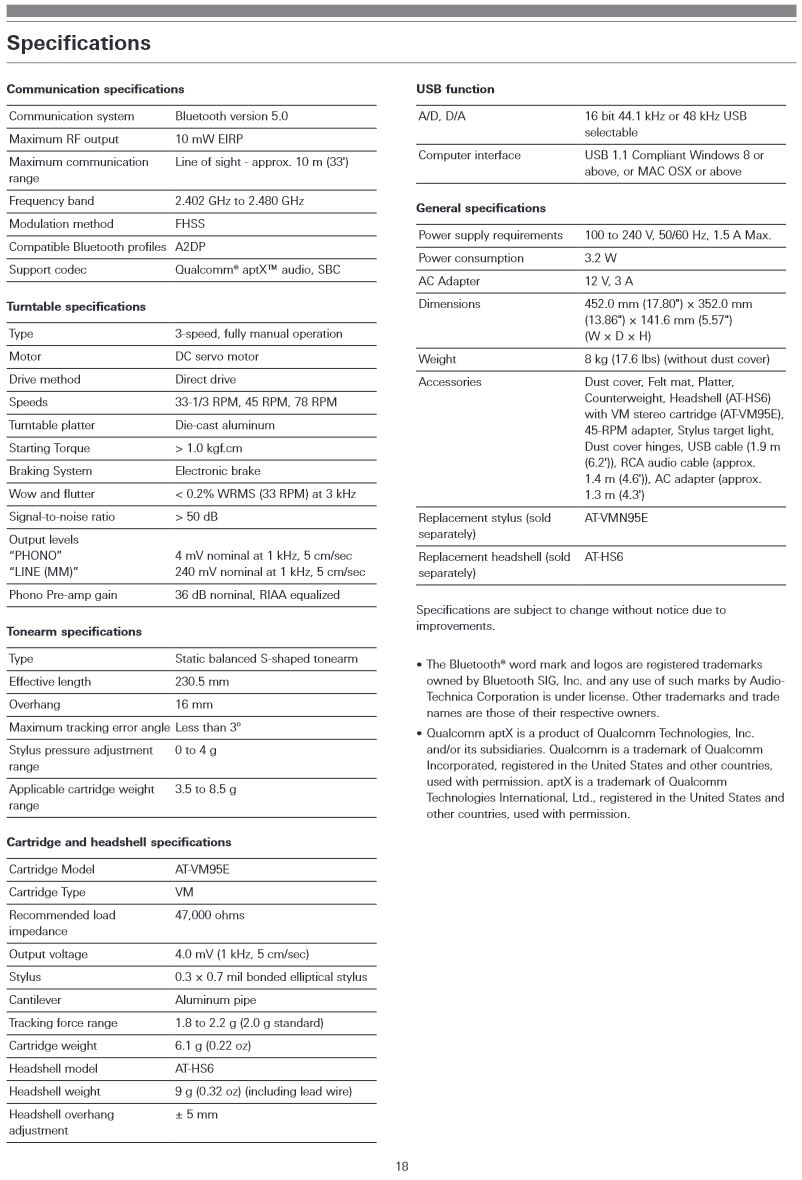 Specifications
Communication specifications
Communication system Bluetooth version 5.0
Maximum RF output 10 mW EIRP
Maximum communication Line of sight - approx. 10 m (33')
range
Frequency band 2.402 GHz to 2.480 GHz
Modulation method FHSS
Compatible Bluetooth profiles A2DP
Support codec Qualcomm® aptX™ audio, SBC
Turntable specifications
Type 3-speed, fully manual operation
Motor DC servo motor
Drive method Direct drive
Speeds 33-1/3 RPM, 45 RPM, 78 RPM
Turntable platter Die-cast aluminum
Starting Torque > 1.0 kgf.cm
Braking System Electronic brake
Wow and flutter < 0.2% WRMS (33 RPM) at 3 kHz
Signal-to-noise ratio > 50 dB
Output levels
“PHONO” 4 mV nominal at 1 kHz, 5 cm/sec
“LINE (MM)” 240 mV nominal at 1 kHz, 5 cm/sec
Phono Pre-amp gain 36 dB nominal, RIAA equalized
Tonearm specifications
Type Static balanced S-shaped tonearm
Effective length 230.5 mm
Overhang 16 mm
Maximum tracking error angle Less than 3°
Stylus pressure adjustment 0 to 4 g
range
Applicable cartridge weight 3.5 to 8.5 g
range
Cartridge and headshell specifications
Cartridge Model AT-VM95E
Cartridge Type VM
Recommended load 47,000 ohms
impedance
Output voltage 4.0 mV (1 kHz, 5 cm/sec)
Stylus 0.3 × 0.7 mil bonded elliptical stylus
Cantilever Aluminum pipe
Tracking force range 1.8 to 2.2 g (2.0 g standard)
Cartridge weight 6.1 g (0.22 oz)
Headshell model AT-HS6
Headshell weight 9 g (0.32 oz) (including lead wire)
Headshell overhang ± 5 mm
adjustment
USB function
A/D, D/A 16 bit 44.1 kHz or 48 kHz USB
selectable
Computer interface USB 1.1 Compliant Windows 8 or
above, or MAC OSX or above
General specifications
Power supply requirements 100 to 240 V, 50/60 Hz, 1.5 A Max.
Power consumption 3.2 W
AC Adapter 12 V, 3 A
Dimensions 452.0 mm (17.80") × 352.0 mm
(13.86") × 141.6 mm (5.57")
(W × D × H)
Weight 8 kg (17.6 lbs) (without dust cover)
Accessories Dust cover, Felt mat, Platter,
Counterweight, Headshell (AT-HS6)
with VM stereo cartridge (AT-VM95E),
45-RPM adapter, Stylus target light,
Dust cover hinges, USB cable (1.9 m
(6.2')), RCA audio cable (approx.
1.4 m (4.6')), AC adapter (approx.
1.3 m (4.3')
Replacement stylus (sold AT-VMN95E
separately)
Replacement headshell (sold AT-HS6
separately)
Specifications are subject to change without notice due to
improvements.
• The Bluetooth® word mark and logos are registered trademarks
owned by Bluetooth SIG, Inc. and any use of such marks by Audio-
Technica Corporation is under license. Other trademarks and trade
names are those of their respective owners.
• Qualcomm aptX is a product of Qualcomm Technologies, Inc.
and/or its subsidiaries. Qualcomm is a trademark of Qualcomm
Incorporated, registered in the United States and other countries,
used with permission. aptX is a trademark of Qualcomm
Technologies International, Ltd., registered in the United States and
other countries, used with permission.
18